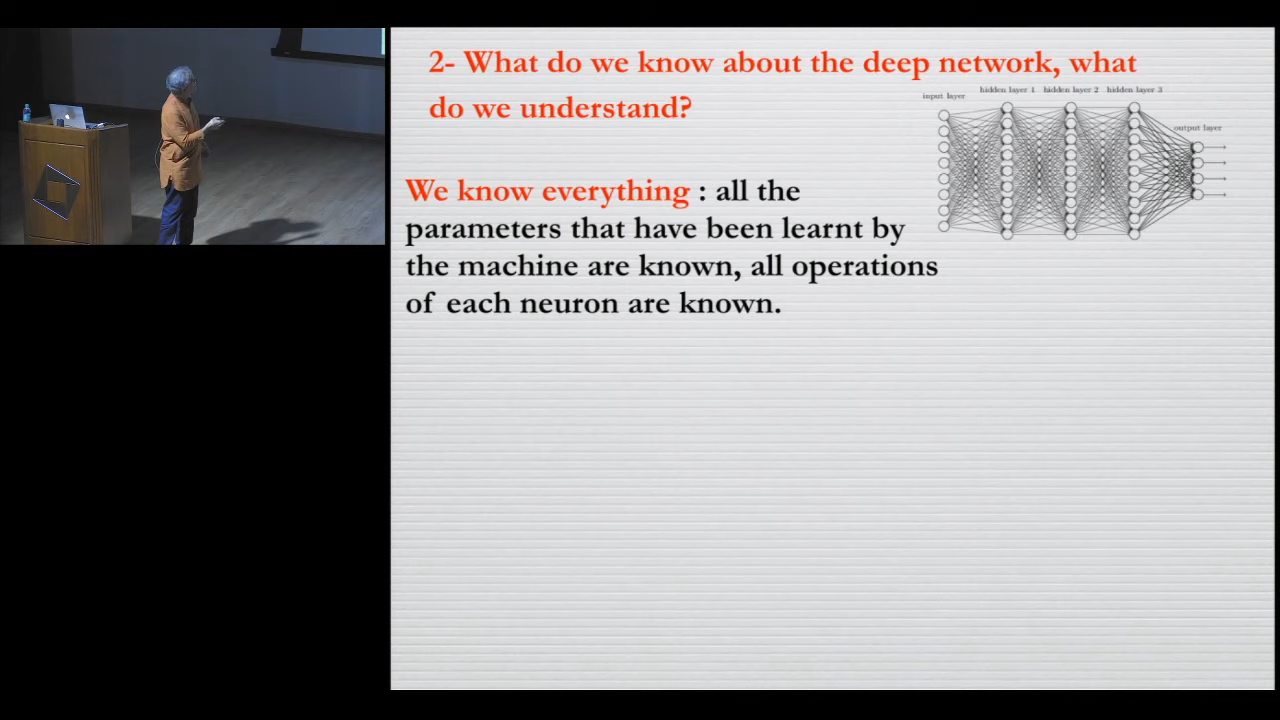 2- What do we know about the deep network, what
do we understand?
input layer
hidden layer 1 hidden layer 2 hidden layer 3
output layer
We know everything : all the
parameters that have been learnt by
the machine are known, all operations
of each neuron are known.